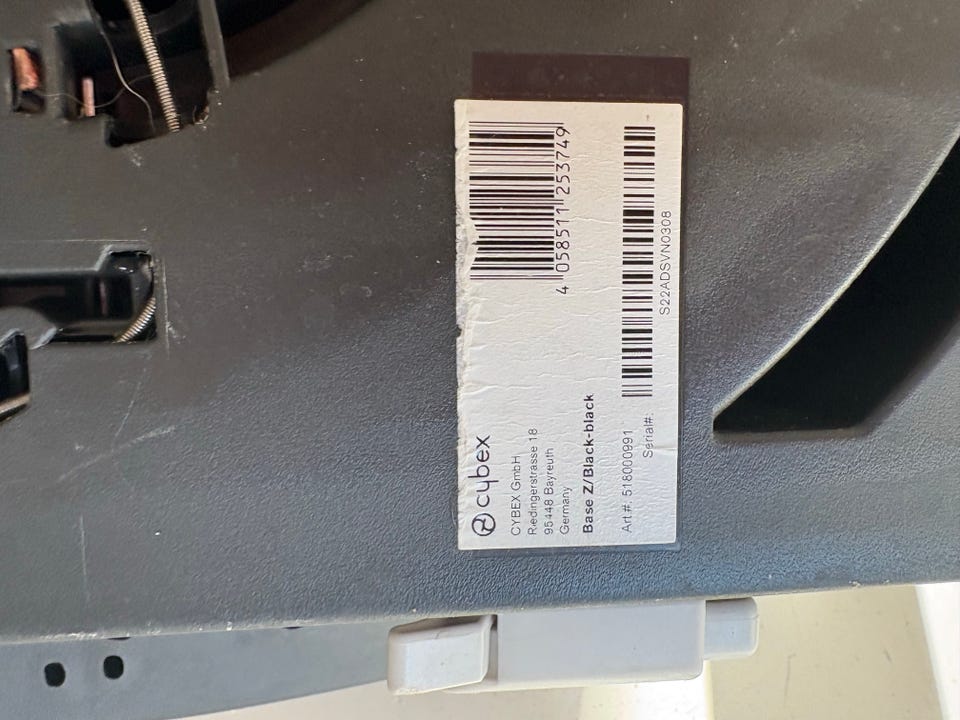 cybex
CYBEX GmbH
Riedingerstrasse 18
95448 Bayreuth
Germany
Base Z/Black-black
Art #: 518000991
Serial#:
4 058511 253749
S22ADSVN0308